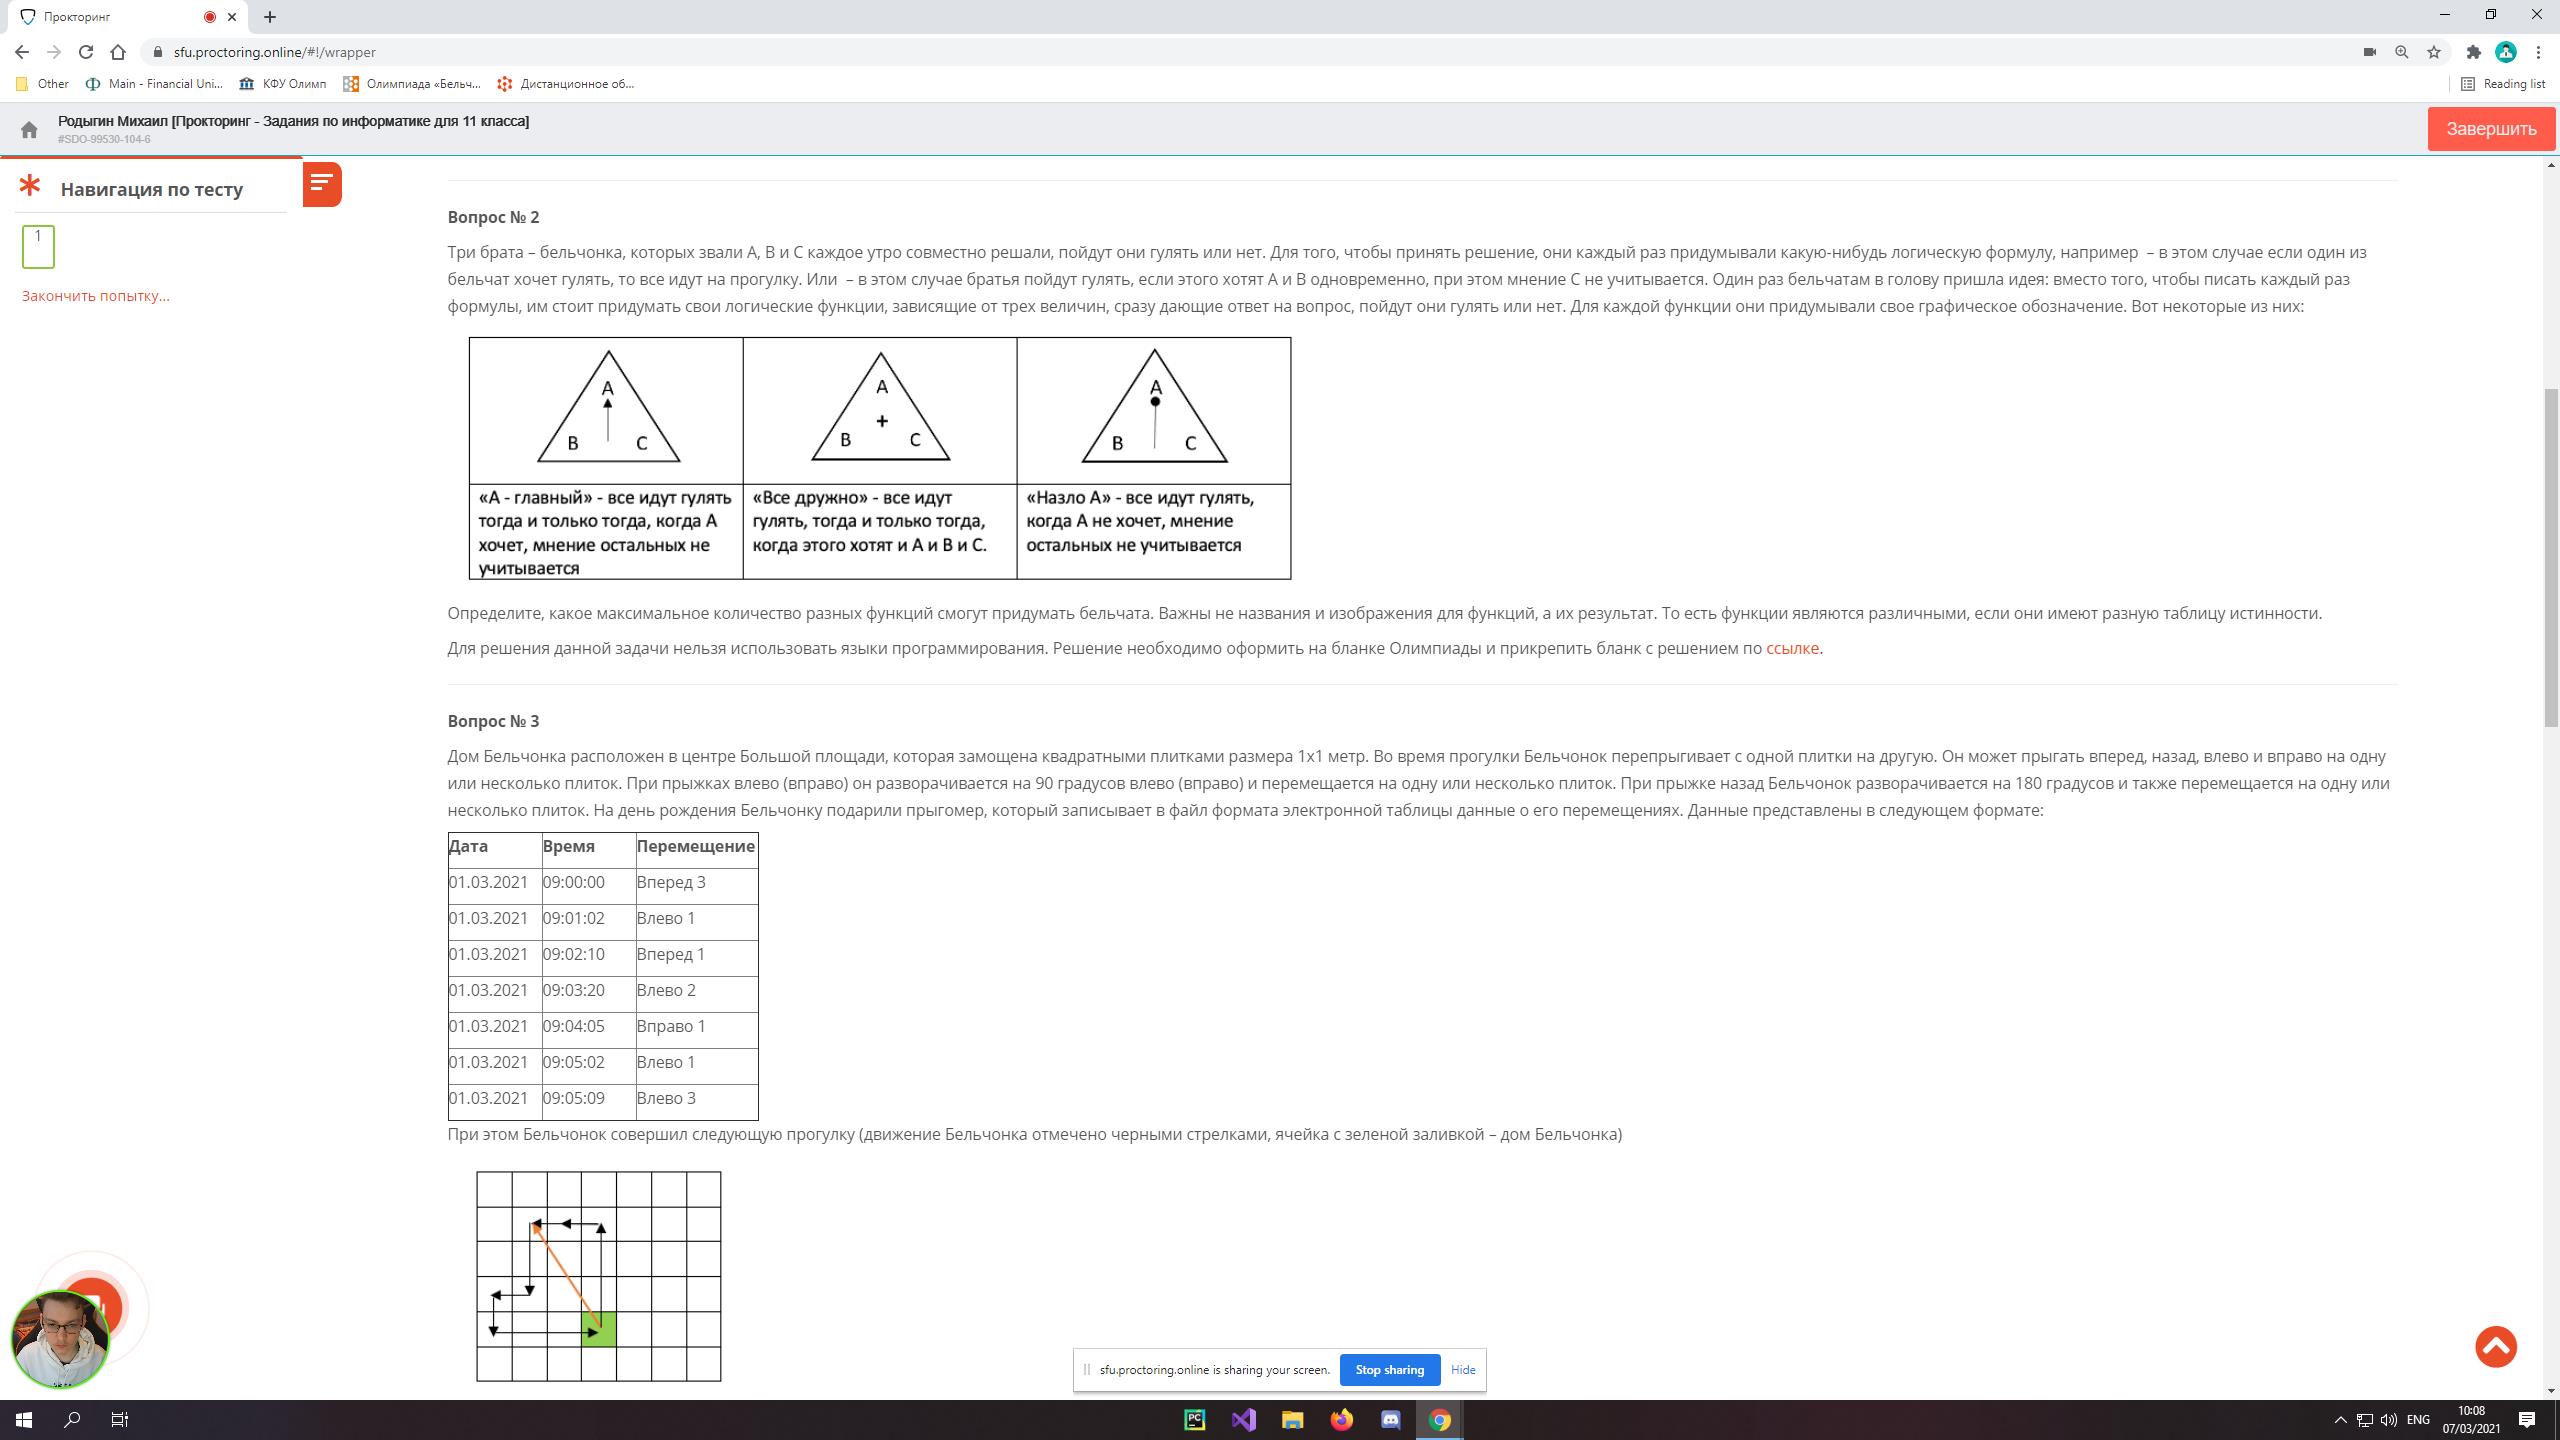 Прокторинг
sfu.proctoring.online/#!/wrapper
Other
Main - Financial Uni...
КФУ Олимп
Олимпиада «Бельч...
Дистанционное об...
Reading list
Родыгин Михаил [Прокторинг - Задания по информатике для 11 класса]
#SDO-99530-104-6
Завершить
Навигация по тесту
1
Закончить попытку...
Вопрос № 2
Три брата – бельчонка, которых звали A, B и C каждое утро совместно решали, пойдут они гулять или нет. Для того, чтобы принять решение, они каждый раз придумывали какую-нибудь логическую формулу, например – в этом случае если один из
бельчат хочет гулять, то все идут на прогулку. Или – в этом случае братья пойдут гулять, если этого хотят А и В одновременно, при этом мнение С не учитывается. Один раз бельчатам в голову пришла идея: вместо того, чтобы писать каждый раз
формулы, им стоит придумать свои логические функции, зависящие от трех величин, сразу дающие ответ на вопрос, пойдут они гулять или нет. Для каждой функции они придумывали свое графическое обозначение. Вот некоторые из них:
A
B C
A
+
B C
A
B C
«А - главный» - все идут гулять
тогда и только тогда, когда А
хочет, мнение остальных не
учитывается
«Все дружно» - все идут
гулять, тогда и только тогда,
когда этого хотят и А и В и С.
«Назло А» - все идут гулять,
когда А не хочет, мнение
остальных не учитывается
Определите, какое максимальное количество разных функций смогут придумать бельчата. Важны не названия и изображения для функций, а их результат. То есть функции являются различными, если они имеют разную таблицу истинности.
Для решения данной задачи нельзя использовать языки программирования. Решение необходимо оформить на бланке Олимпиады и прикрепить бланк с решением по ссылке.
Вопрос № 3
Дом Бельчонка расположен в центре Большой площади, которая замощена квадратными плитками размера 1х1 метр. Во время прогулки Бельчонок перепрыгивает с одной плитки на другую. Он может прыгать вперед, назад, влево и вправо на одну
или несколько плиток. При прыжках влево (вправо) он разворачивается на 90 градусов влево (вправо) и перемещается на одну или несколько плиток. При прыжке назад Бельчонок разворачивается на 180 градусов и также перемещается на одну или
несколько плиток. На день рождения Бельчонку подарили прыгомер, который записывает в файл формата электронной таблицы данные о его перемещениях. Данные представлены в следующем формате:
Дата Время Перемещение
01.03.2021 09:00:00 Вперед 3
01.03.2021 09:01:02 Влево 1
01.03.2021 09:02:10 Вперед 1
01.03.2021 09:03:20 Влево 2
01.03.2021 09:04:05 Вправо 1
01.03.2021 09:05:02 Влево 1
01.03.2021 09:05:09 Влево 3
При этом Бельчонок совершил следующую прогулку (движение Бельчонка отмечено черными стрелками, ячейка с зеленой заливкой – дом Бельчонка)
sfu.proctoring.online is sharing your screen.
Stop sharing
Hide
PC
ENG
10:08
07/03/2021